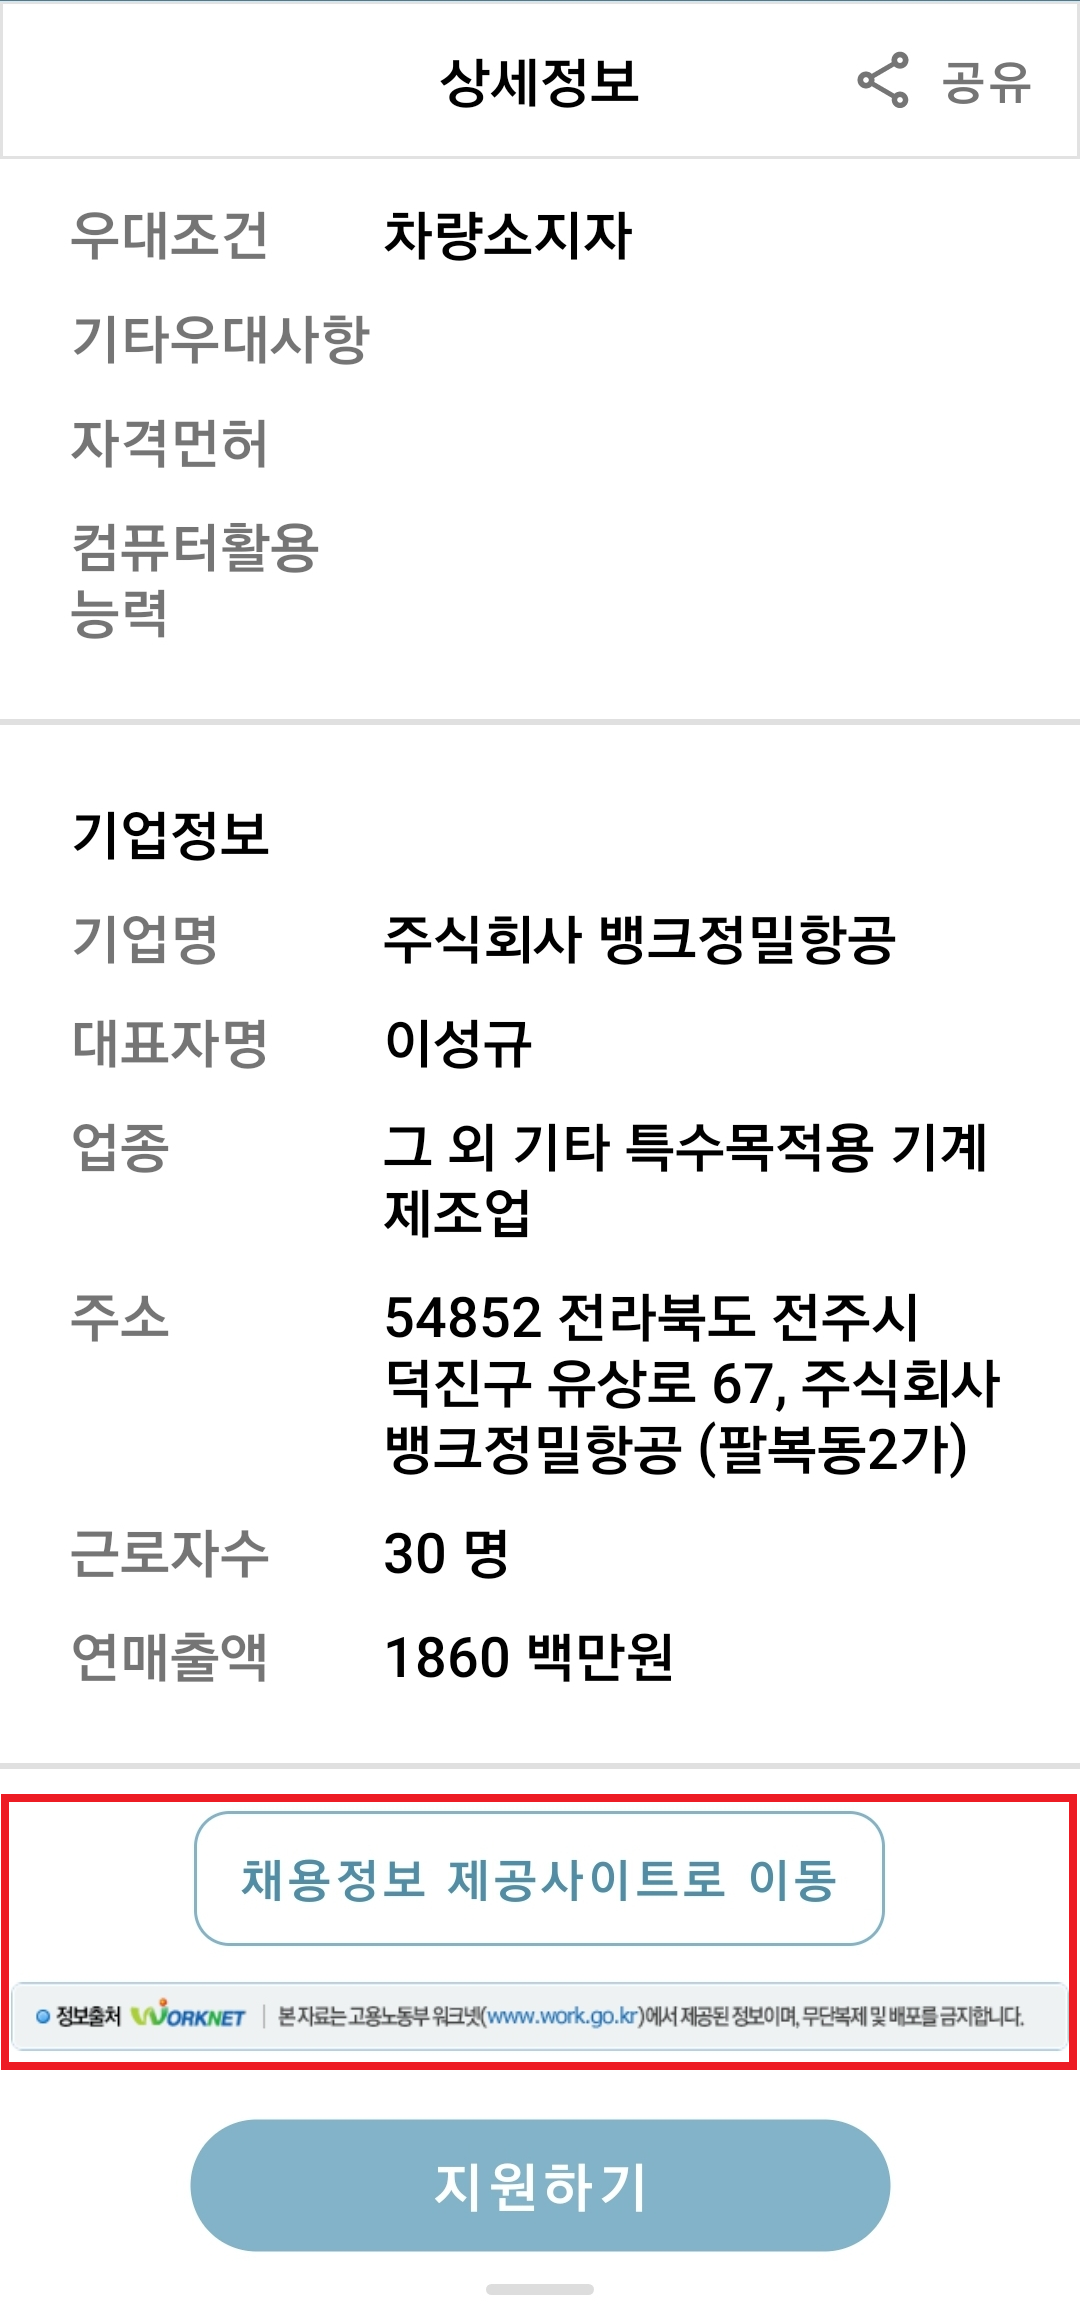 상세정보
공유
우대조건 차량소지자
기타우대사항
자격먼허
컴퓨터활용
능력
기업정보
기업명 주식회사 뱅크정밀항공
대표자명 이성규
업종 그 외 기타 특수목적용 기계
제조업
주소 54852 전라북도 전주시
덕진구 유상로 67, 주식회사
뱅크정밀항공 (팔복동2가)
근로자수 30 명
연매출액 1860 백만원
채용정보 제공사이트로 이동
정보출처 WORKNET | 본 자료는 고용노동부 워크넷(www.work.go.kr)에서 제공된 정보이며, 무단복제 및 배포를 금지합니다.
지원하기